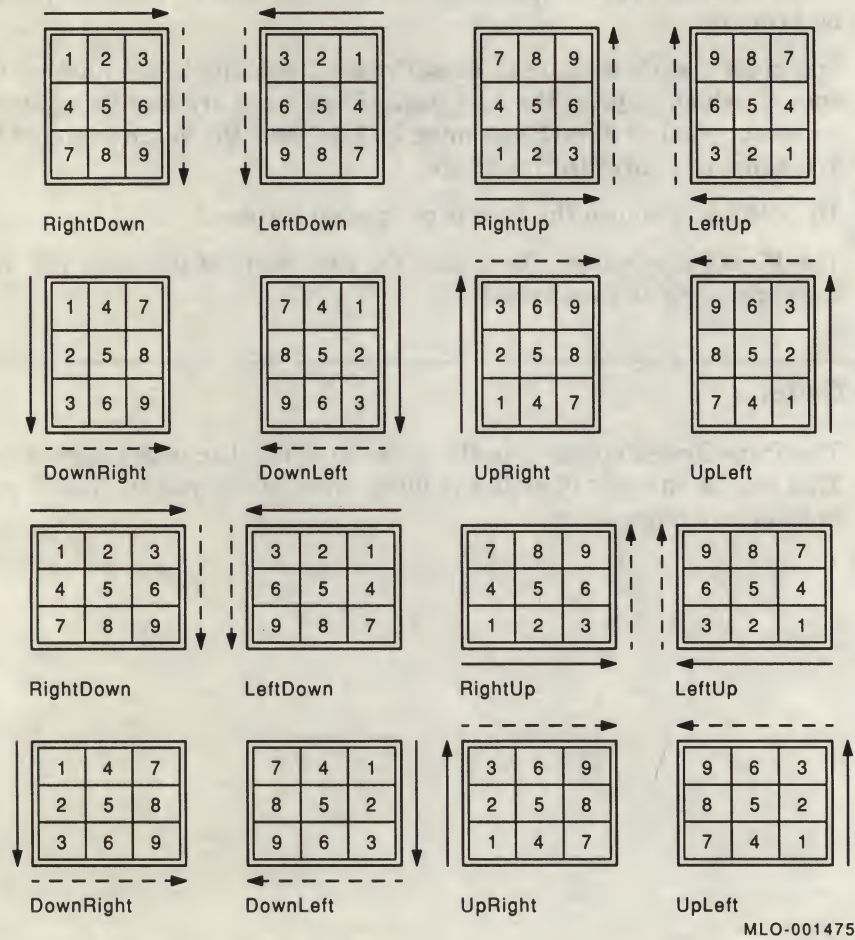 2 3 3 2 1 7 8 9 9 8 7
4 5 6 6 5 4 4 5 6 5 4
7 8 9 9 8 7 1 2 3 3 2 1
RightDown LeftDown RightUp LeftUp
1 4 7 7 4 1 3 6 9 9 6 3
2 5 8 8 5 2 2 5 8 8 5 2
3 6 9 9 6 3 1 4 7 7 4 1
DownRight DownLeft UpRight UpLeft
1 2 3 3 2 1 7 8 9 9 8 7
4 5 6 6 5 4 4 5 6 6 5 4
7 8 9 9 8 7 1 2 3 3 2 1
RightDown LeftDown RightUp LeftUp
1 4 7 7 4 1 3 6 9 9 6 3
2 5 8 8 5 2 2 5 8 8 5 2
3 6 9 9 6 3 1 4 7 7 4 1
DownRight DownLeft UpRight UpLeft
MLO-001475